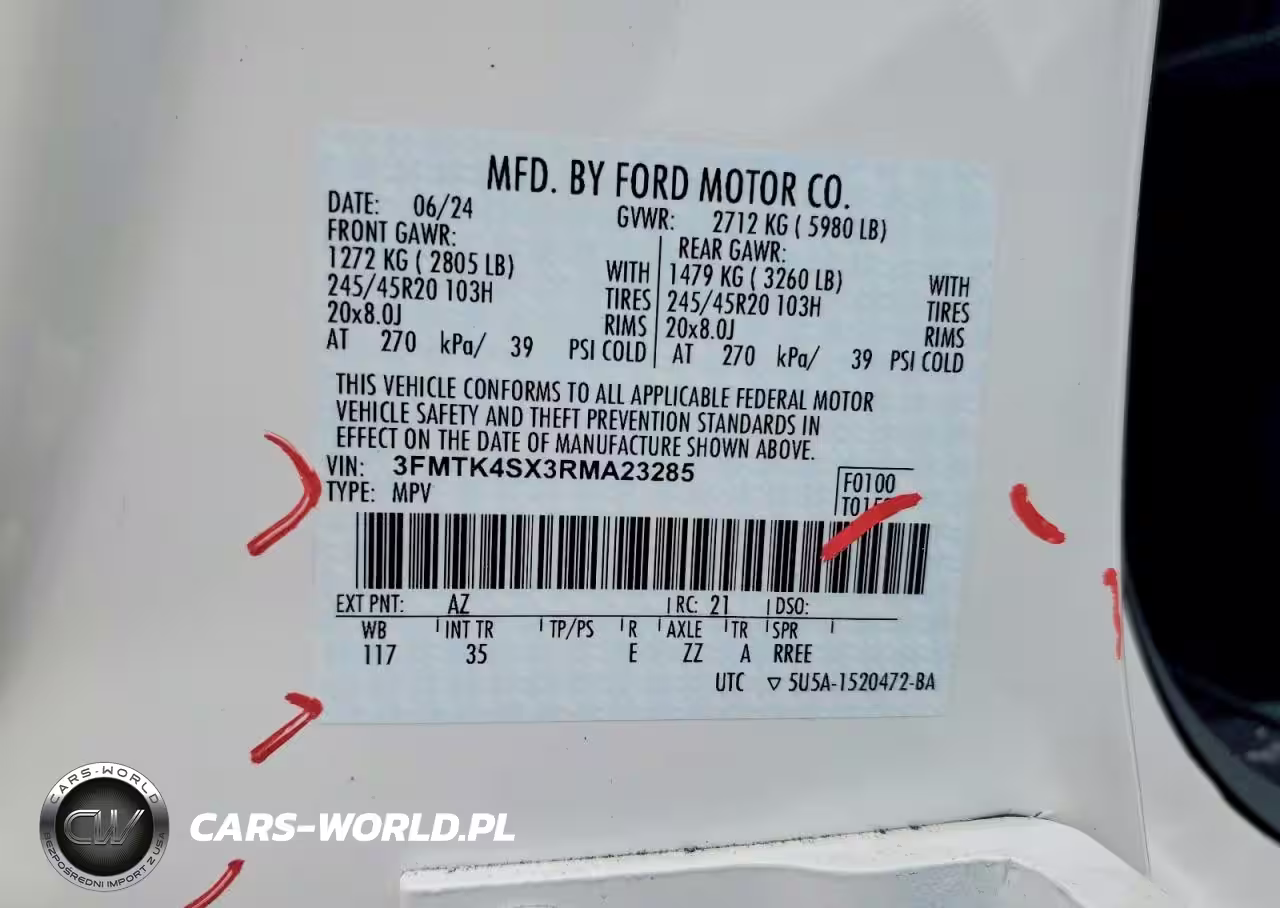 MFD. BY FORD MOTOR CO.
DATE: 06/24 GVWR: 2712 KG ( 5980 LB)
FRONT GAWR: REAR GAWR:
1272 KG ( 2805 LB) WITH 1479 KG ( 3260 LB) WITH
245/45R20 103H TIRES 245/45R20 103H TIRES
20x8.0J RIMS 20x8.0J RIMS
AT 270 kPa/ 39 PSI COLD AT 270 kPa/ 39 PSI COLD
THIS VEHICLE CONFORMS TO ALL APPLICABLE FEDERAL MOTOR
VEHICLE SAFETY AND THEFT PREVENTION STANDARDS IN
EFFECT ON THE DATE OF MANUFACTURE SHOWN ABOVE.
VIN: 3FMTK4SX3RMA23285
TYPE: MPV
F0100
EXT PNT: AZ RC: 21 DSO:
WB INT TR TP/PS R AXLE TR SPR
117 35 E ZZ A RREE
UTC ▽ 5U5A-1520472-BA
CARS-WORLD
CW
BEZPOŚREDNI IMPORT Z USA
CARS-WORLD.PL